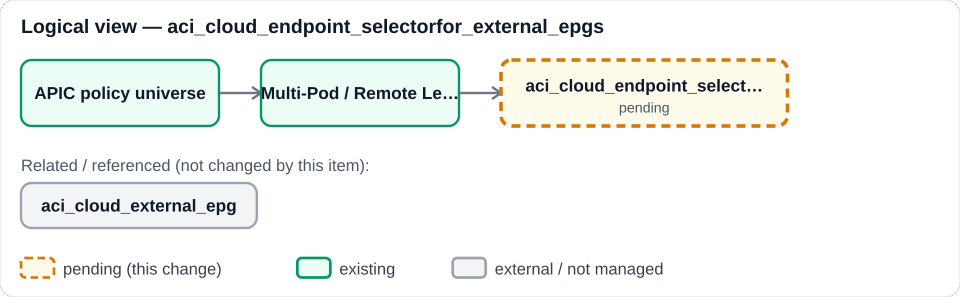 Logical view — aci_cloud_endpoint_selectorfor_external_epgs
APIC policy universe
Multi-Pod / Remote Le…
aci_cloud_endpoint_select…
pending
Related / referenced (not changed by this item):
aci_cloud_external_epg
pending (this change)
existing
external / not managed